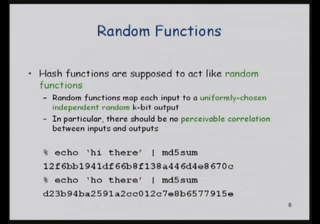 Random Functions
• Hash functions are supposed to act like random
functions
– Random functions map each input to a uniformly-chosen
independent random k-bit output
– In particular, there should be no perceivable correlation
between inputs and outputs
% echo 'hi there' | md5sum
12f6bb1941df66b8f138a446d4e8670c
% echo 'ho there' | md5sum
d23b94ba2591a2cc012c7e8b6577915e
6